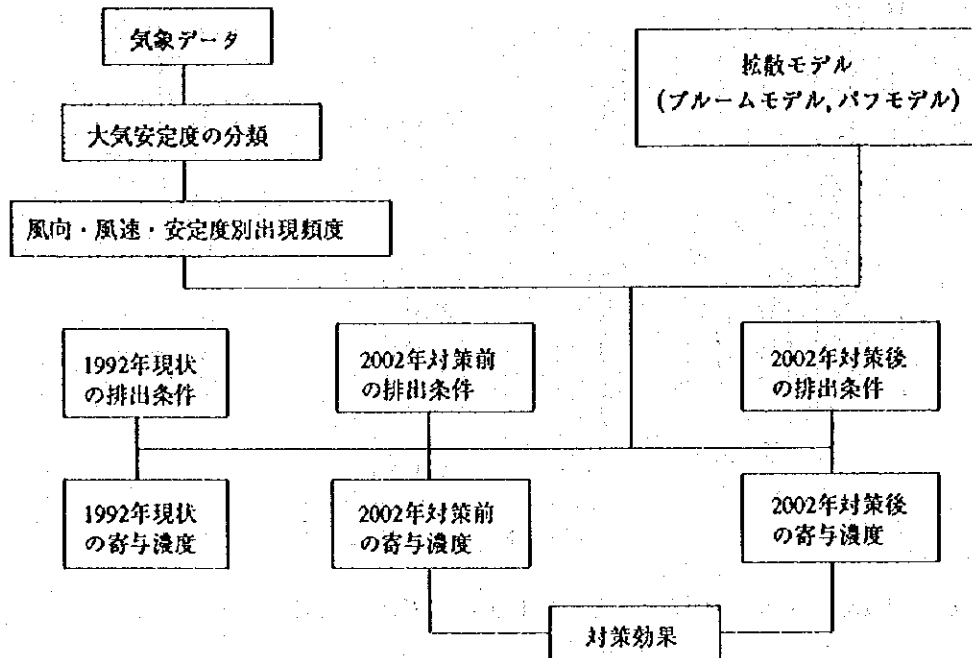 気象データ
拡散モデル
(プルームモデル, パフモデル)
大気安定度の分類
風向・風速・安定度別出現頻度
1992年現状
の排出条件
2002年対策前
の排出条件
2002年対策後
の排出条件
1992年現状
の寄与濃度
2002年対策前
の寄与濃度
2002年対策後
の寄与濃度
対策効果